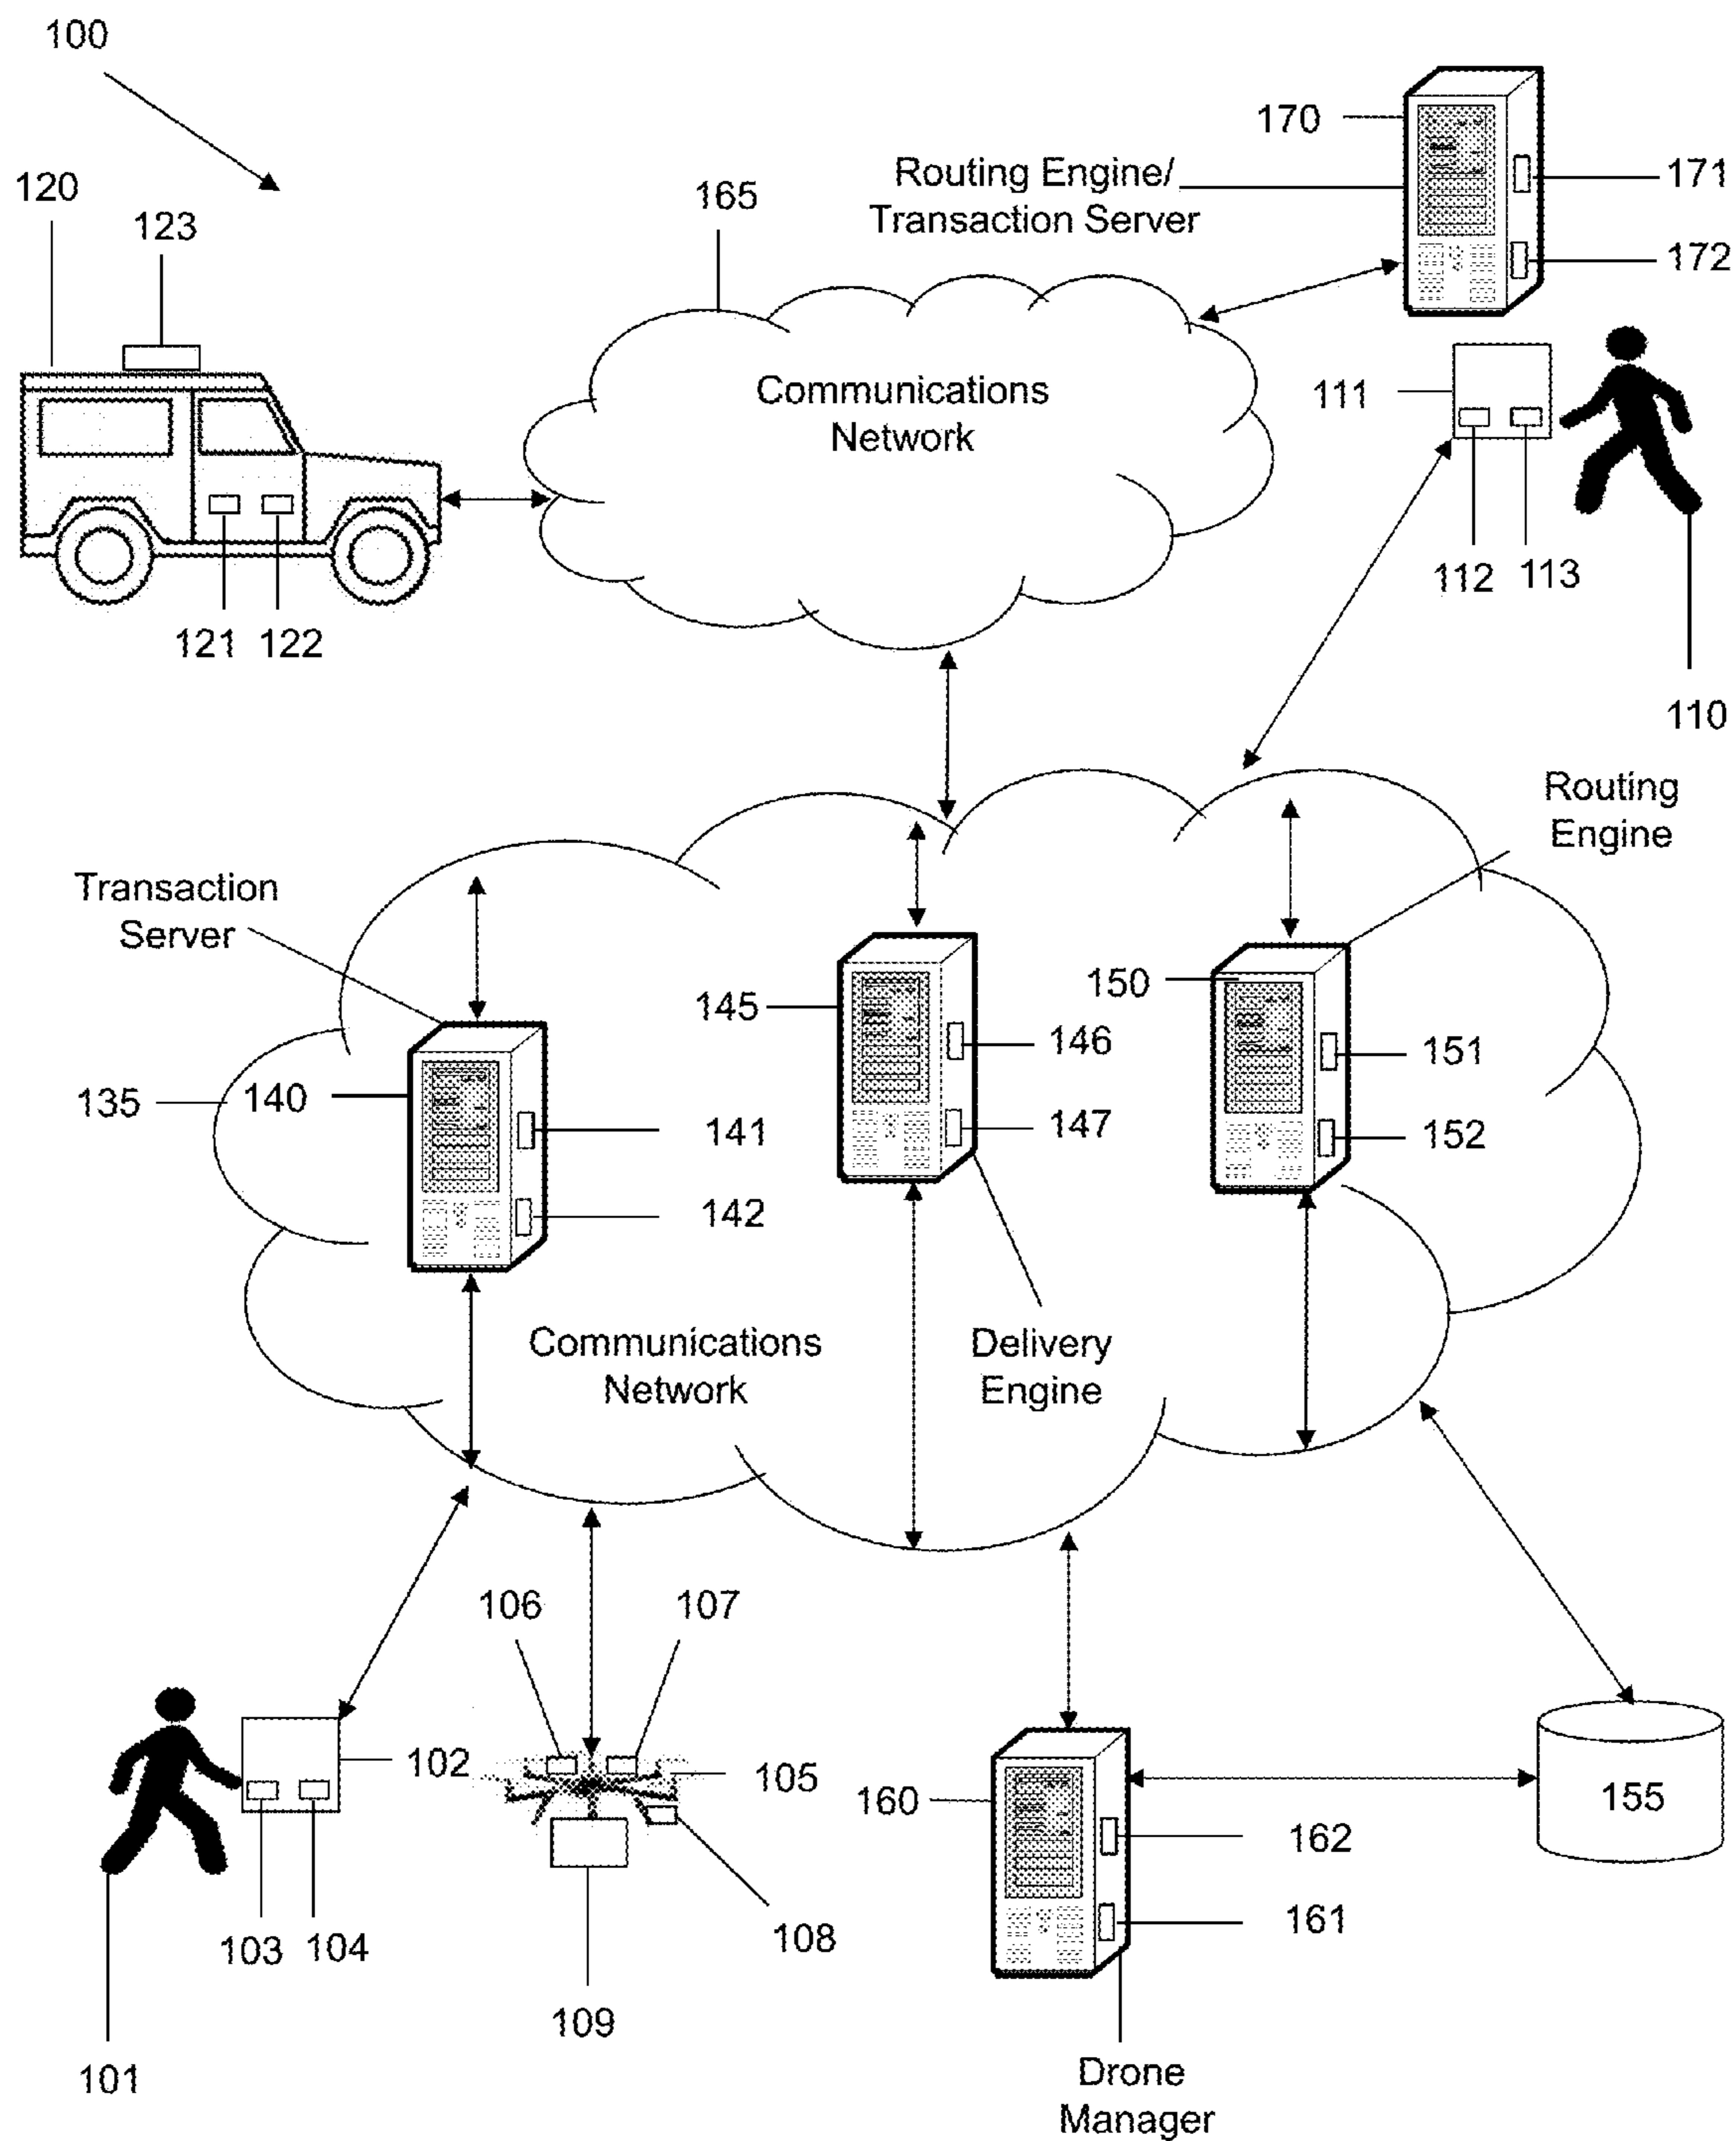 100
170
Routing Engine/
Transaction Server
171
172
120
123
165
Communications
Network
111
112
113
121
122
110
Routing
Engine
Transaction
Server
145
150
146
151
135
140
141
147
152
142
Communications
Network
Delivery
Engine
106
107
102
105
160
155
162
161
103
104
108
109
101
Drone
Manager